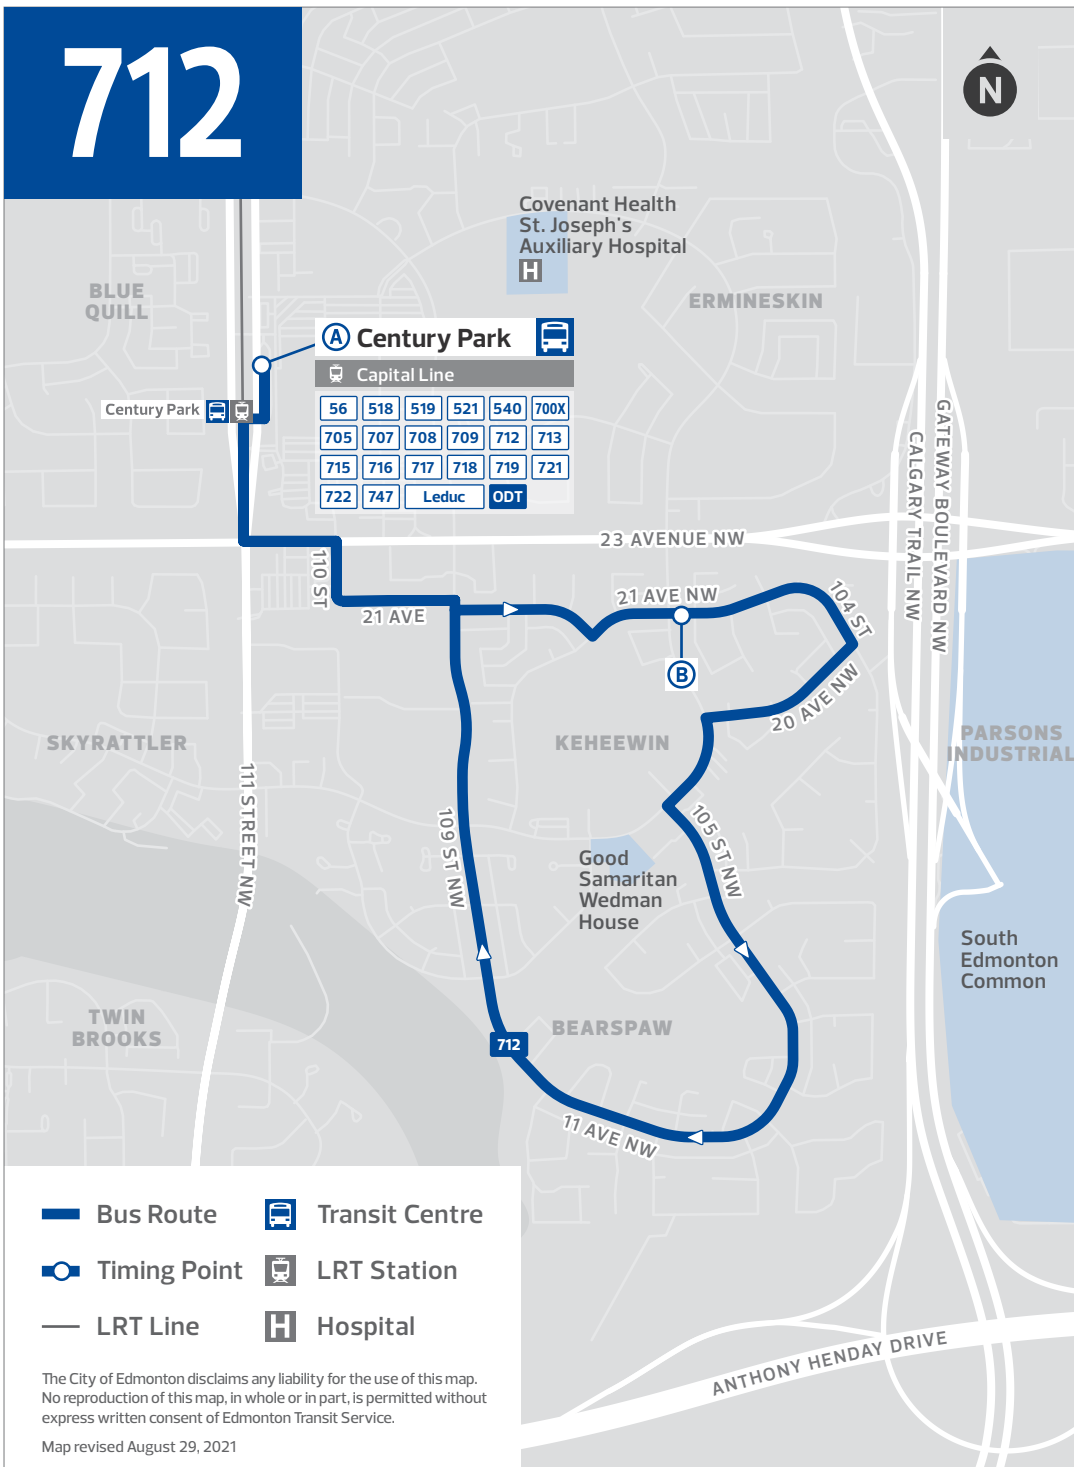 712
N
Covenant Health
St. Joseph's
Auxiliary Hospital
H
BLUE
QUILL
ERMINESKIN
A Century Park
Capital Line
Century Park
56 518 519 521 540 700X
705 707 708 709 712 713
715 716 717 718 719 721
722 747 Leduc ODT
GATEWAY BOULEVARD NW
CALGARY TRAIL NW
23 AVENUE NW
110 ST
21 AVE
21 AVE NW
104 ST
B
20 AVE NW
SKYRATTLER
KEHEEWIN
PARSONS
INDUSTRIAL
111 STREET NW
109 ST NW
105 ST NW
Good
Samaritan
Wedman
House
South
Edmonton
Common
TWIN
BROOKS
BEARSPAW
712
11 AVE NW
ANTHONY HENDAY DRIVE
Bus Route
Transit Centre
Timing Point
LRT Station
LRT Line
H Hospital
The City of Edmonton disclaims any liability for the use of this map.
No reproduction of this map, in whole or in part, is permitted without
express written consent of Edmonton Transit Service.
Map revised August 29, 2021